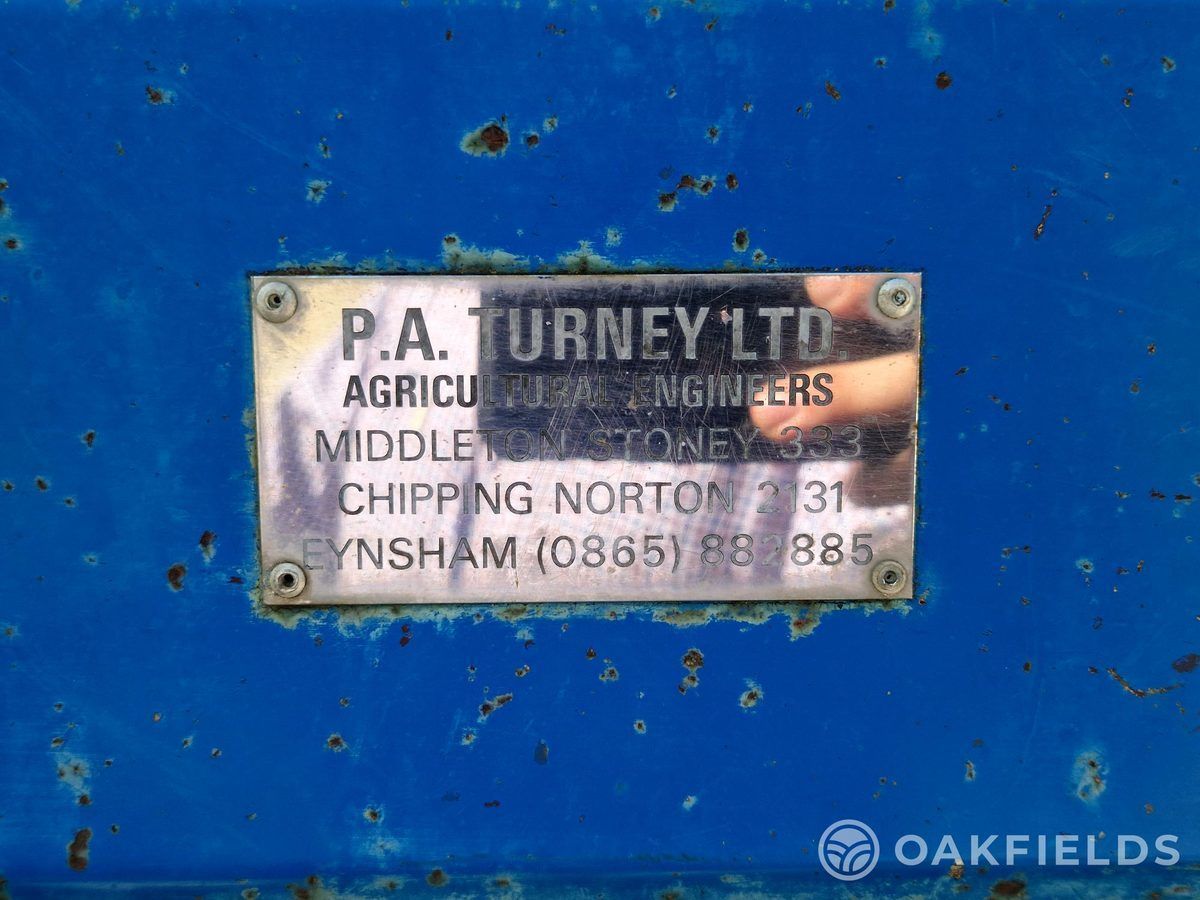 P.A. TURNEY LTD.
AGRICULTURAL ENGINEERS
MIDDLETON STONEY 333
CHIPPING NORTON 2131
EYNSHAM (0865) 882885
OAKFIELDS